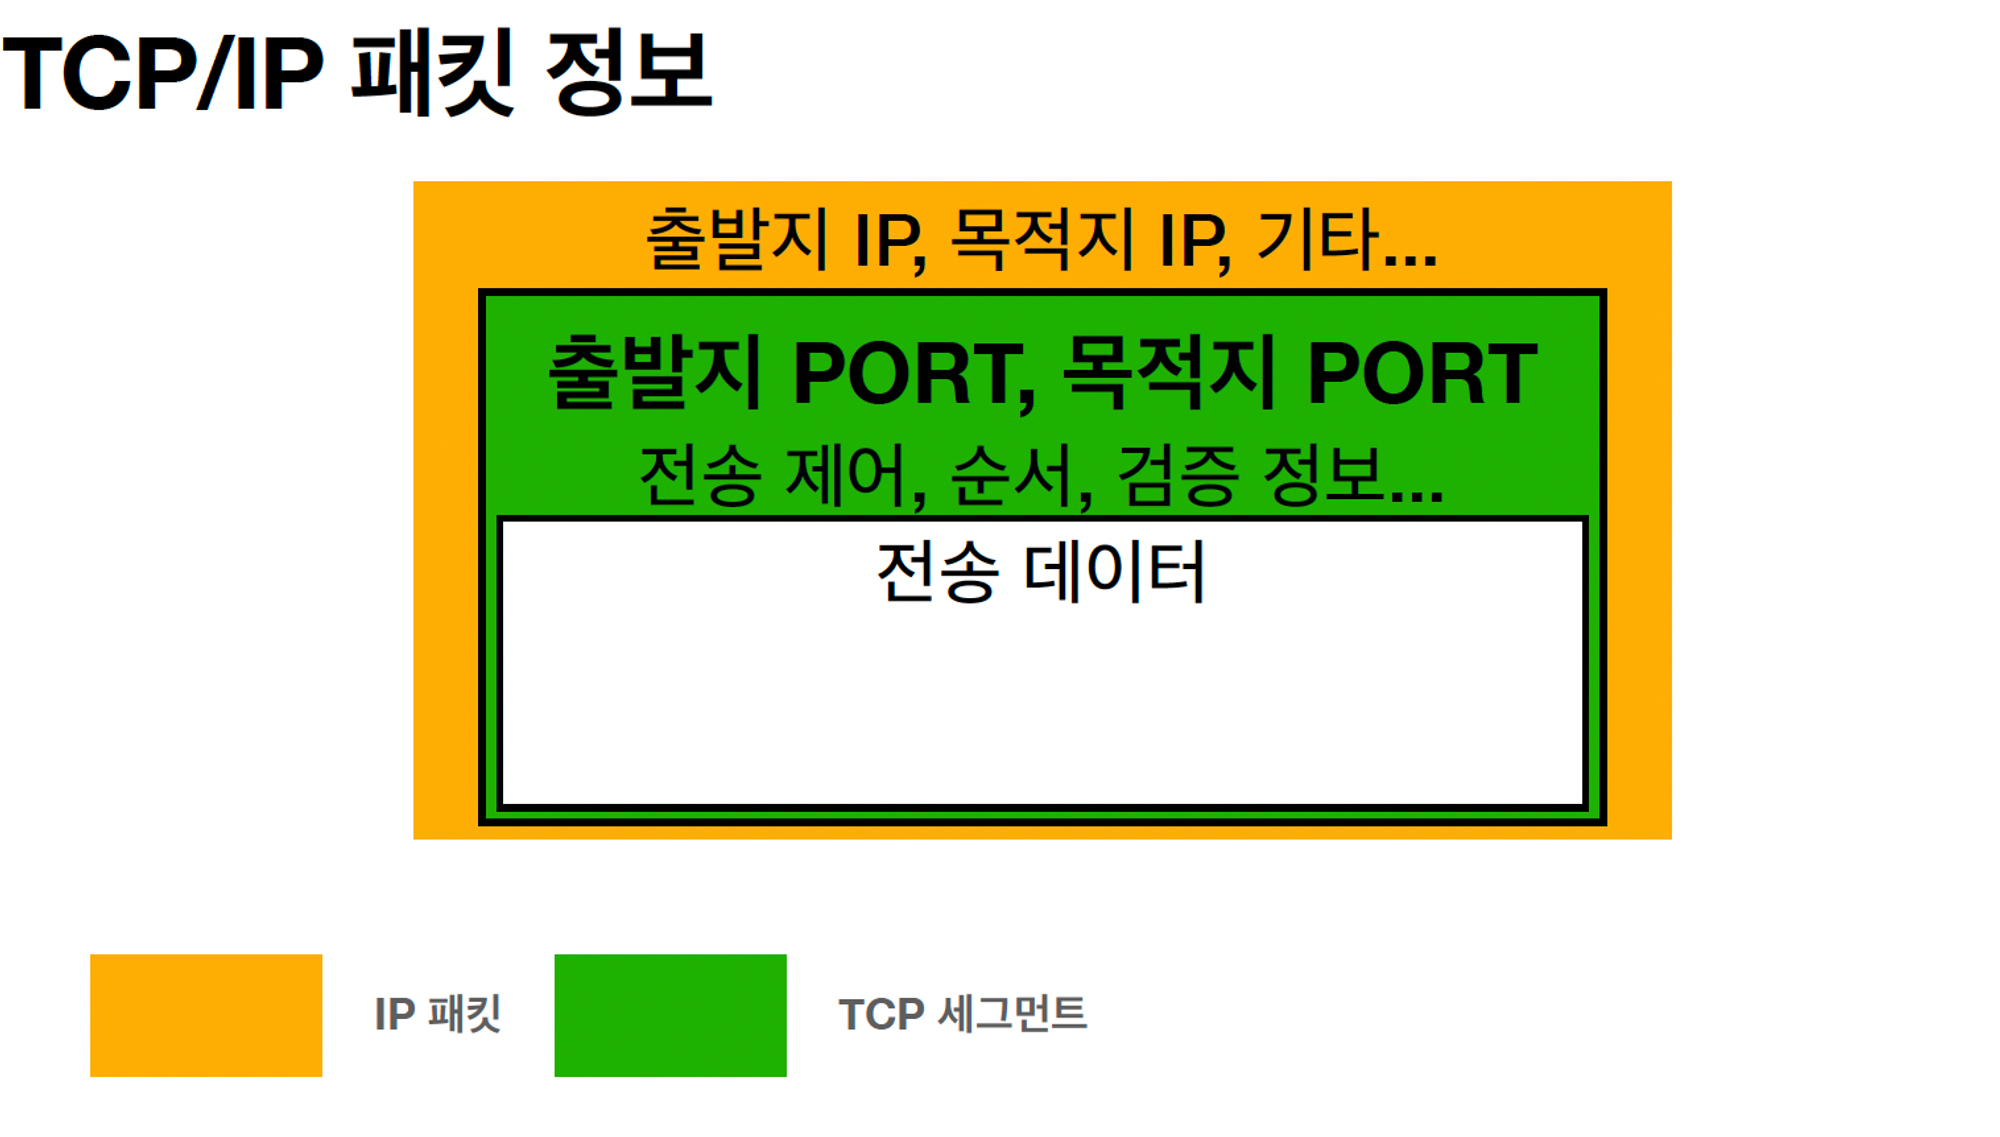 TCP/IP 패킷 정보
출발지 IP, 목적지 IP, 기타...
출발지 PORT, 목적지 PORT
전송 제어, 순서, 검증 정보...
전송 데이터
IP 패킷
TCP 세그먼트